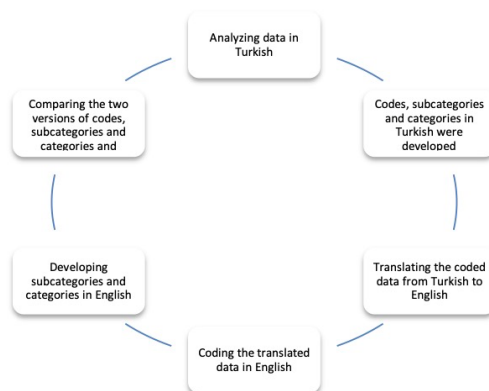 Analyzing data in
Turkish
Codes, subcategories
and categories in
Turkish were
developed
Translating the coded
data from Turkish to
English
Coding the translated
data in English
Developing
subcategories and
categories in English
Comparing the two
versions of codes,
subcategories and
categories and